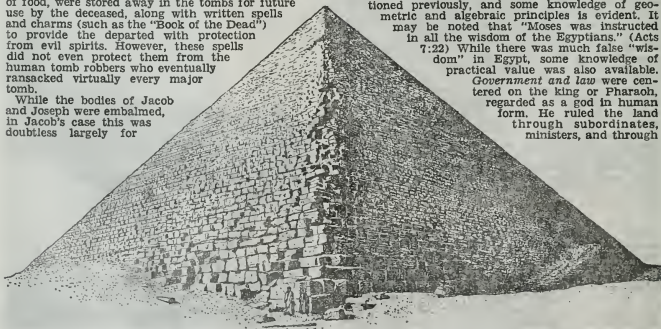 of food, were stored away in the tombs for future
use by the deceased, along with written spells
and charms (such as the "Book of the Dead")
to provide the departed with protection
from evil spirits. However, these spells
did not even protect them from the
human tomb robbers who eventually
ransacked virtually every major
tomb.
While the bodies of Jacob
and Joseph were embalmed,
in Jacob's case this was
doubtless largely for
tioned previously, and some knowledge of geo-
metric and algebraic principles is evident. It
may be noted that "Moses was instructed
in all the wisdom of the Egyptians." (Acts
7:22) While there was much false "wis-
dom" in Egypt, some knowledge of
practical value was also available.
Government and law were cen-
tered on the king or Pharaoh,
regarded as a god in human
form. He ruled the land
through subordinates,
ministers, and through